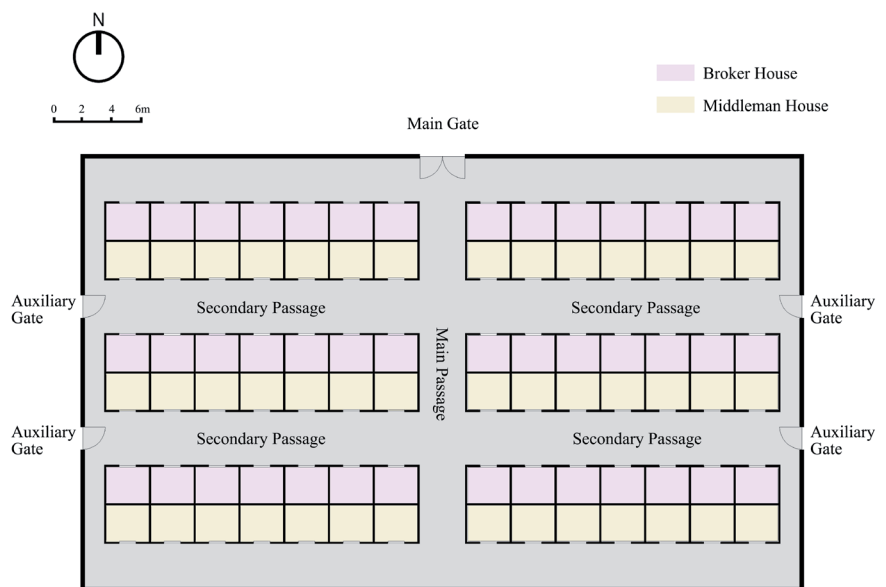 N
0 2 4 6m
Broker House
Middleman House
Main Gate
Auxiliary
Gate
Secondary Passage
Secondary Passage
Auxiliary
Gate
Main Passage
Auxiliary
Gate
Secondary Passage
Secondary Passage
Auxiliary
Gate